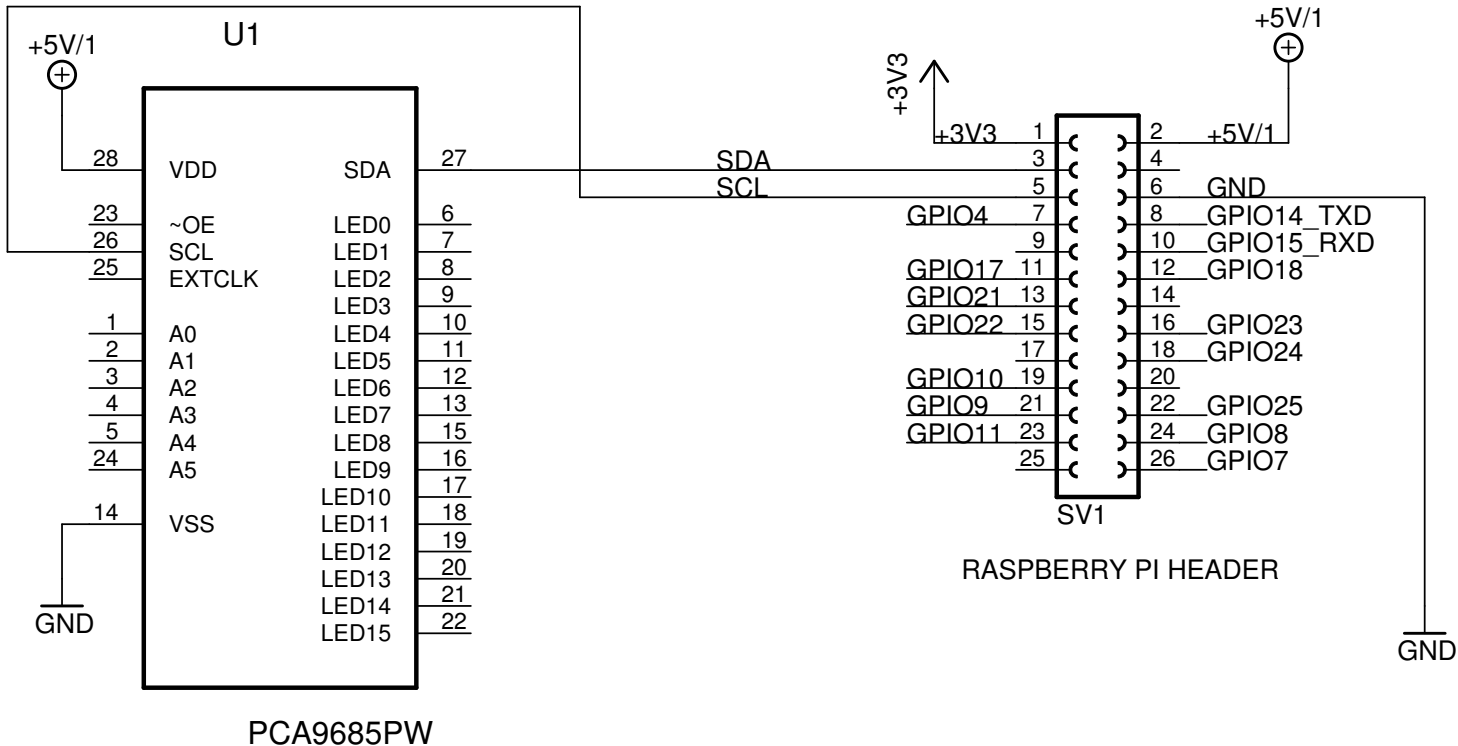 U1
+5V/1
28 VDD SDA 27
23 ~OE LED0 6
26 SCL LED1 7
25 EXTCLK LED2 8
LED3 9
1 A0 LED4 10
2 A1 LED5 11
3 A2 LED6 12
4 A3 LED7 13
5 A4 LED8 15
24 A5 LED9 16
LED10 17
14 VSS LED11 18
LED12 19
LED13 20
LED14 21
LED15 22
GND
PCA9685PW
SDA
SCL
+3V3
+5V/1
+3V3 1 2 +5V/1
3 4
5 6 GND
GPIO4 7 8 GPIO14_TXD
9 10 GPIO15_RXD
GPIO17 11 12 GPIO18
GPIO21 13 14
GPIO22 15 16 GPIO23
17 18 GPIO24
GPIO10 19 20
GPIO9 21 22 GPIO25
GPIO11 23 24 GPIO8
25 26 GPIO7
SV1
RASPBERRY PI HEADER
GND